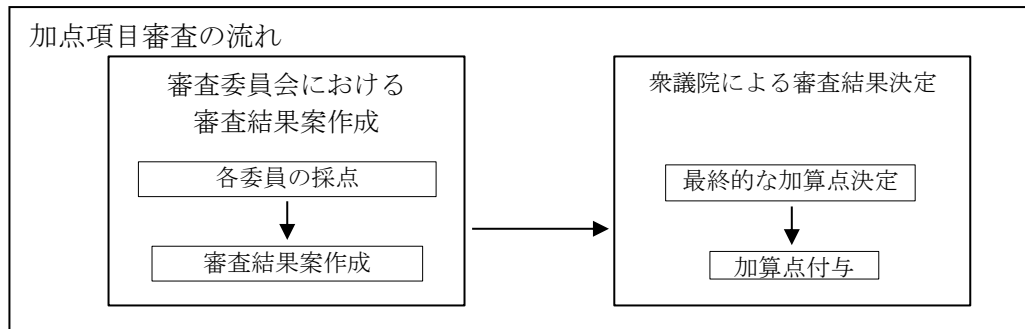 加点項目審査の流れ
審査委員会における
審査結果案作成
各委員の採点
審査結果案作成
衆議院による審査結果決定
最終的な加算点決定
加算点付与